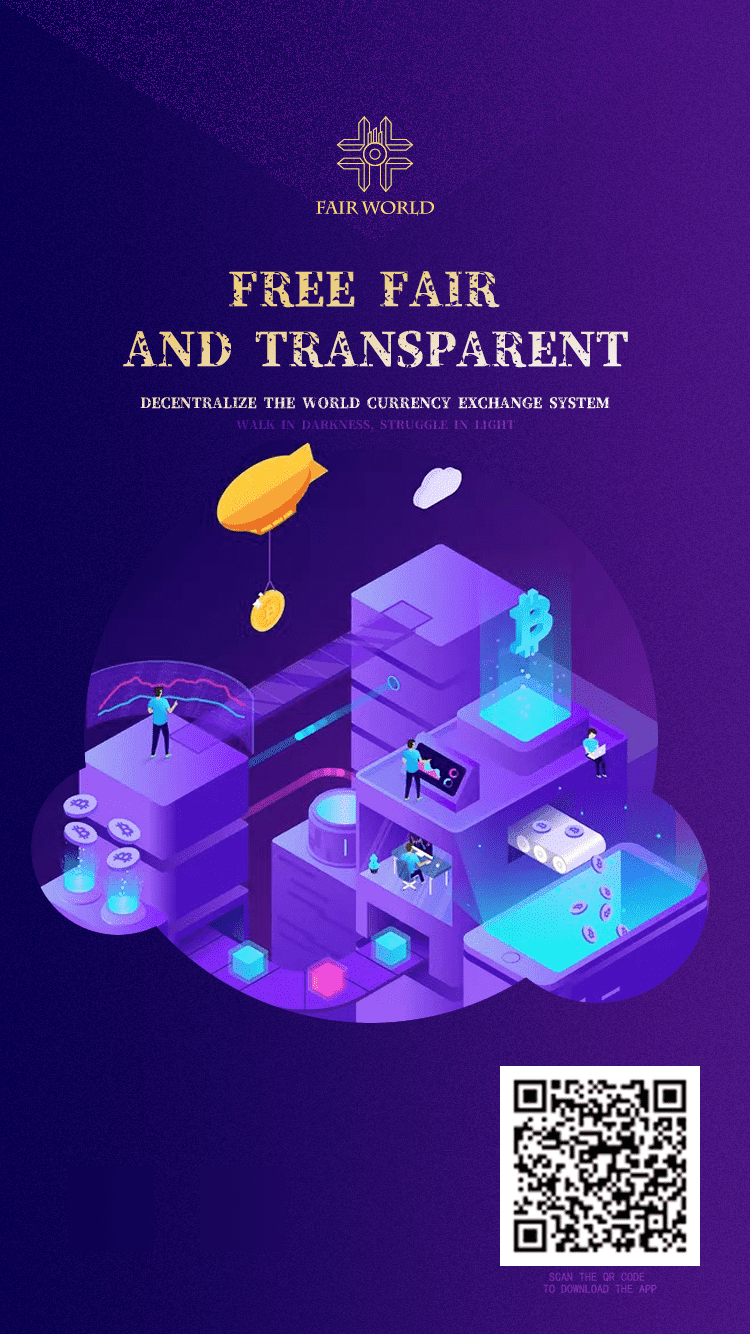 FAIR WORLD
FREE FAIR
AND TRANSPARENT
DECENTRALIZE THE WORLD CURRENCY EXCHANGE SYSTEM
WALK IN DARKNESS, STRUGGLE IN LIGHT
SCAN THE QR CODE
TO DOWNLOAD THE APP